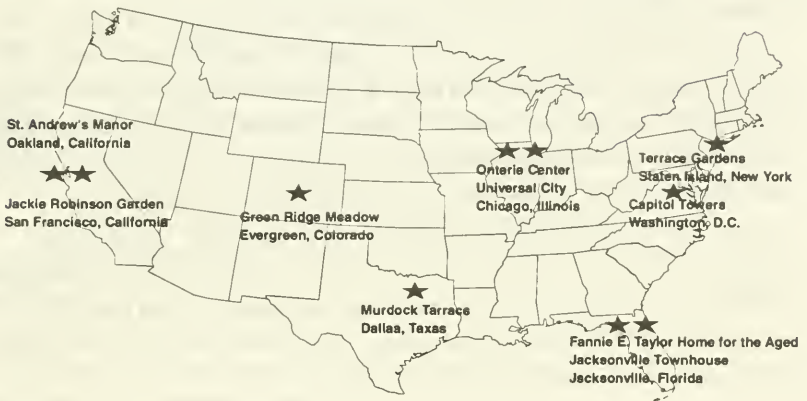 St. Andrew's Manor
Oakland, California
Jackie Robinson Garden
San Francisco, California
Green Ridge Meadow
Evergreen, Colorado
Murdock Tarrace
Dallas, Texas
Onterie Center
Universal City
Chicago, Illinois
Terrace Gardens
Staten Island, New York
Capitol Towers
Washington, D.C.
Fannie E. Taylor Home for the Aged
Jacksonville Townhouse
Jacksonville, Florida